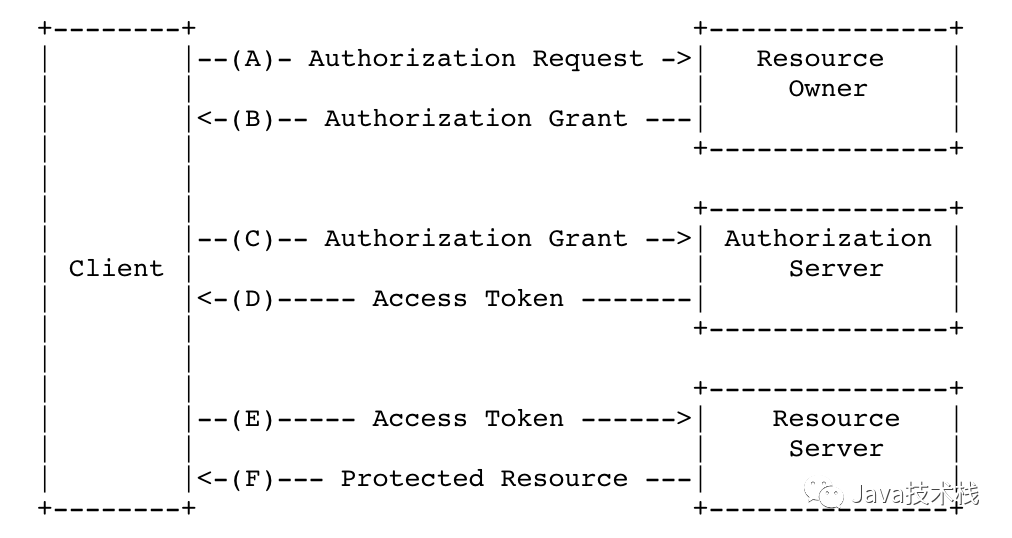 --(A)- Authorization Request ->
Resource
Owner
<-(B)-- Authorization Grant ---
--(C)-- Authorization Grant -->
Authorization
Server
Client
<-(D)----- Access Token -------
--(E)----- Access Token ------>
Resource
Server
<-(F)--- Protected Resource ---
Java技术栈